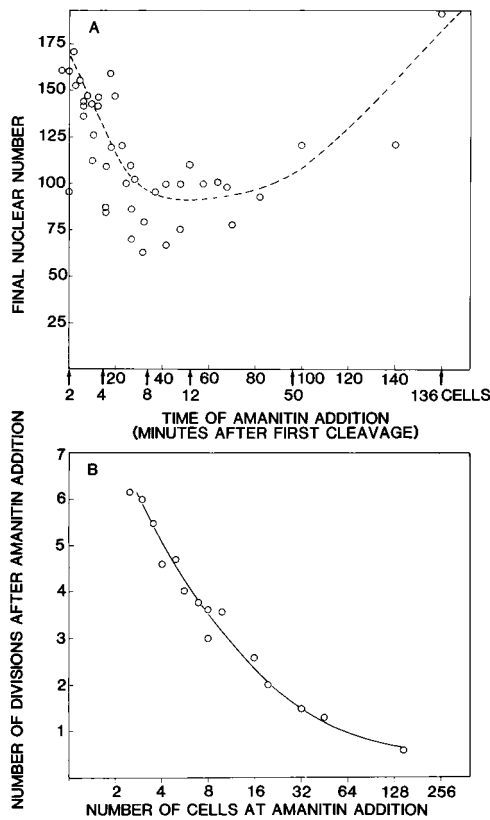 A
FINAL NUCLEAR NUMBER
175
150
125
100
75
50
25
20 40 60 80 100 120 140
2 4 8 12 50 136 CELLS
TIME OF AMANITIN ADDITION
(MINUTES AFTER FIRST CLEAVAGE)
B
NUMBER OF DIVISIONS AFTER AMANITIN ADDITION
7
6
5
4
3
2
1
2 4 8 16 32 64 128 256
NUMBER OF CELLS AT AMANITIN ADDITION